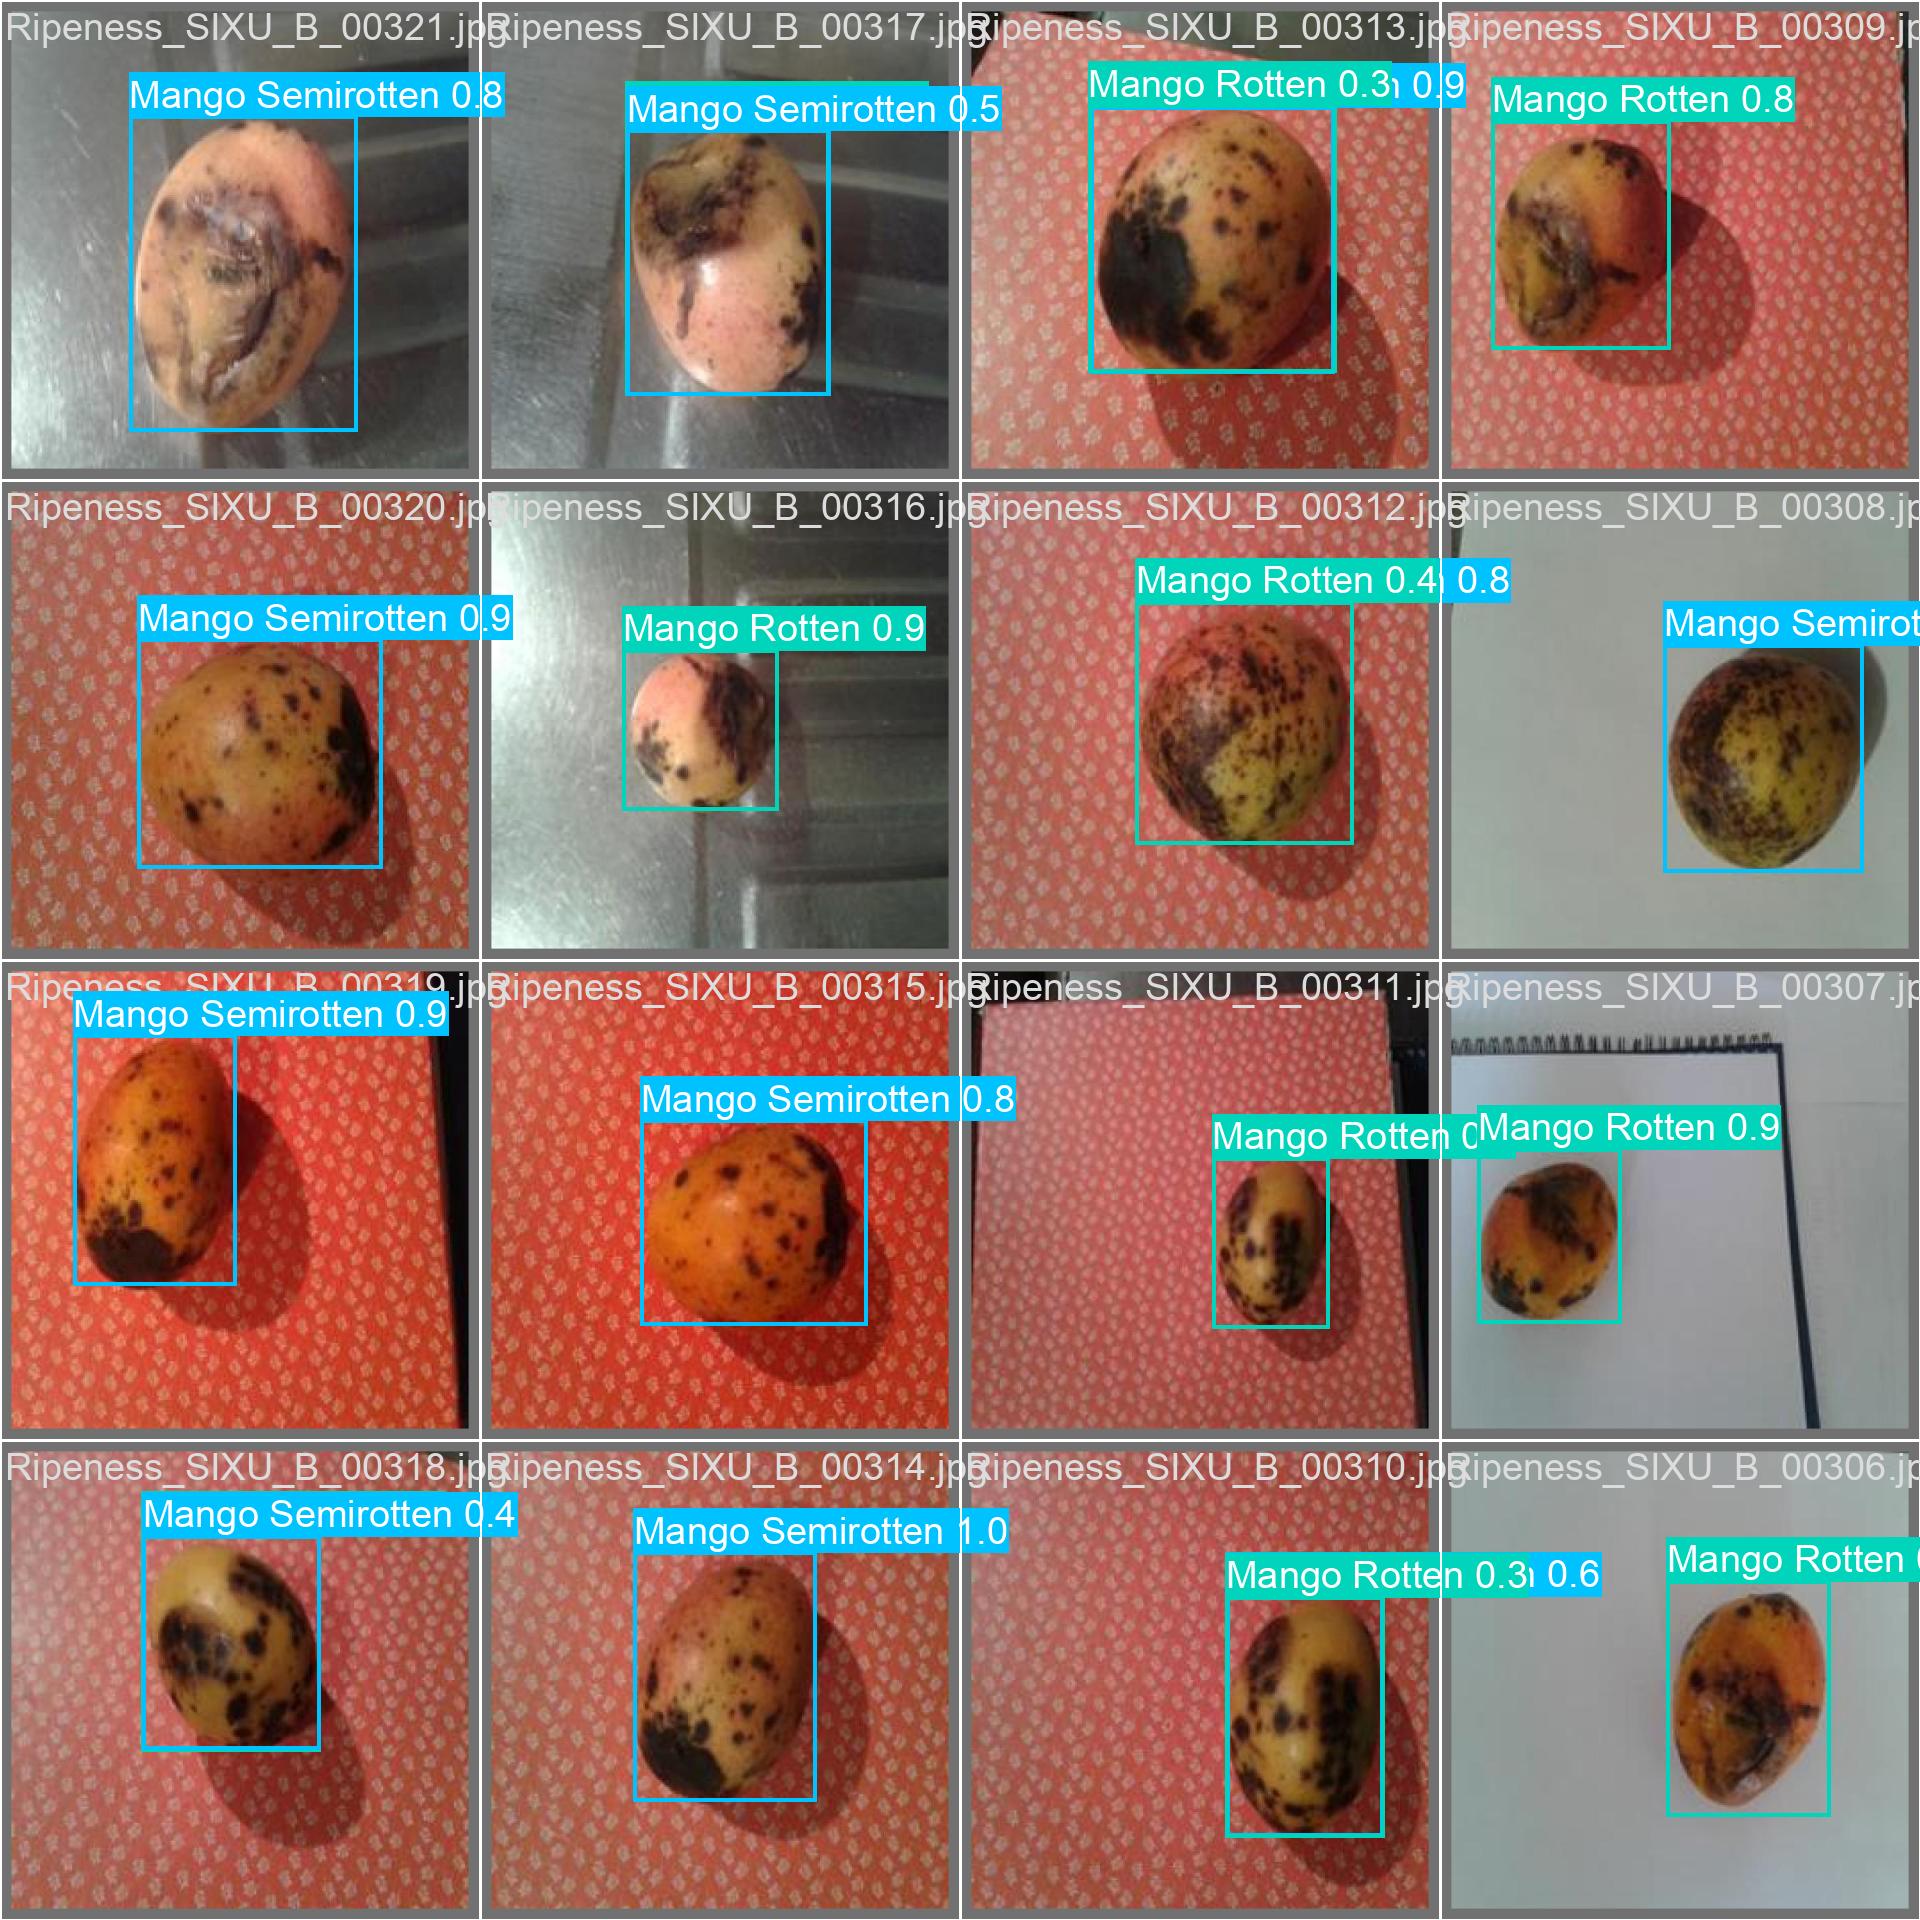 Ripeness_SIXU_B_00321.jpg
Mango Semirotten 0.8
Ripeness_SIXU_B_00317.jpg
Mango Semirotten 0.5
Ripeness_SIXU_B_00313.jpg
Mango Rotten 0.3
0.9
Ripeness_SIXU_B_00309.jp
Mango Rotten 0.8
Ripeness_SIXU_B_00320.jpg
Mango Semirotten 0.9
Ripeness_SIXU_B_00316.jpg
Mango Rotten 0.9
Ripeness_SIXU_B_00312.jpg
Mango Rotten 0.4
0.8
Ripeness_SIXU_B_00308.jp
Mango Semirot
Ripeness_SIXU_B_00319.jpg
Mango Semirotten 0.9
Ripeness_SIXU_B_00315.jpg
Mango Semirotten 0.8
Ripeness_SIXU_B_00311.jpg
Mango Rotten
Ripeness_SIXU_B_00307.jp
Mango Rotten 0.9
Ripeness_SIXU_B_00318.jpg
Mango Semirotten 0.4
Ripeness_SIXU_B_00314.jpg
Mango Semirotten 1.0
Ripeness_SIXU_B_00310.jpg
Mango Rotten 0.3
0.6
Ripeness_SIXU_B_00306.jp
Mango Rotten